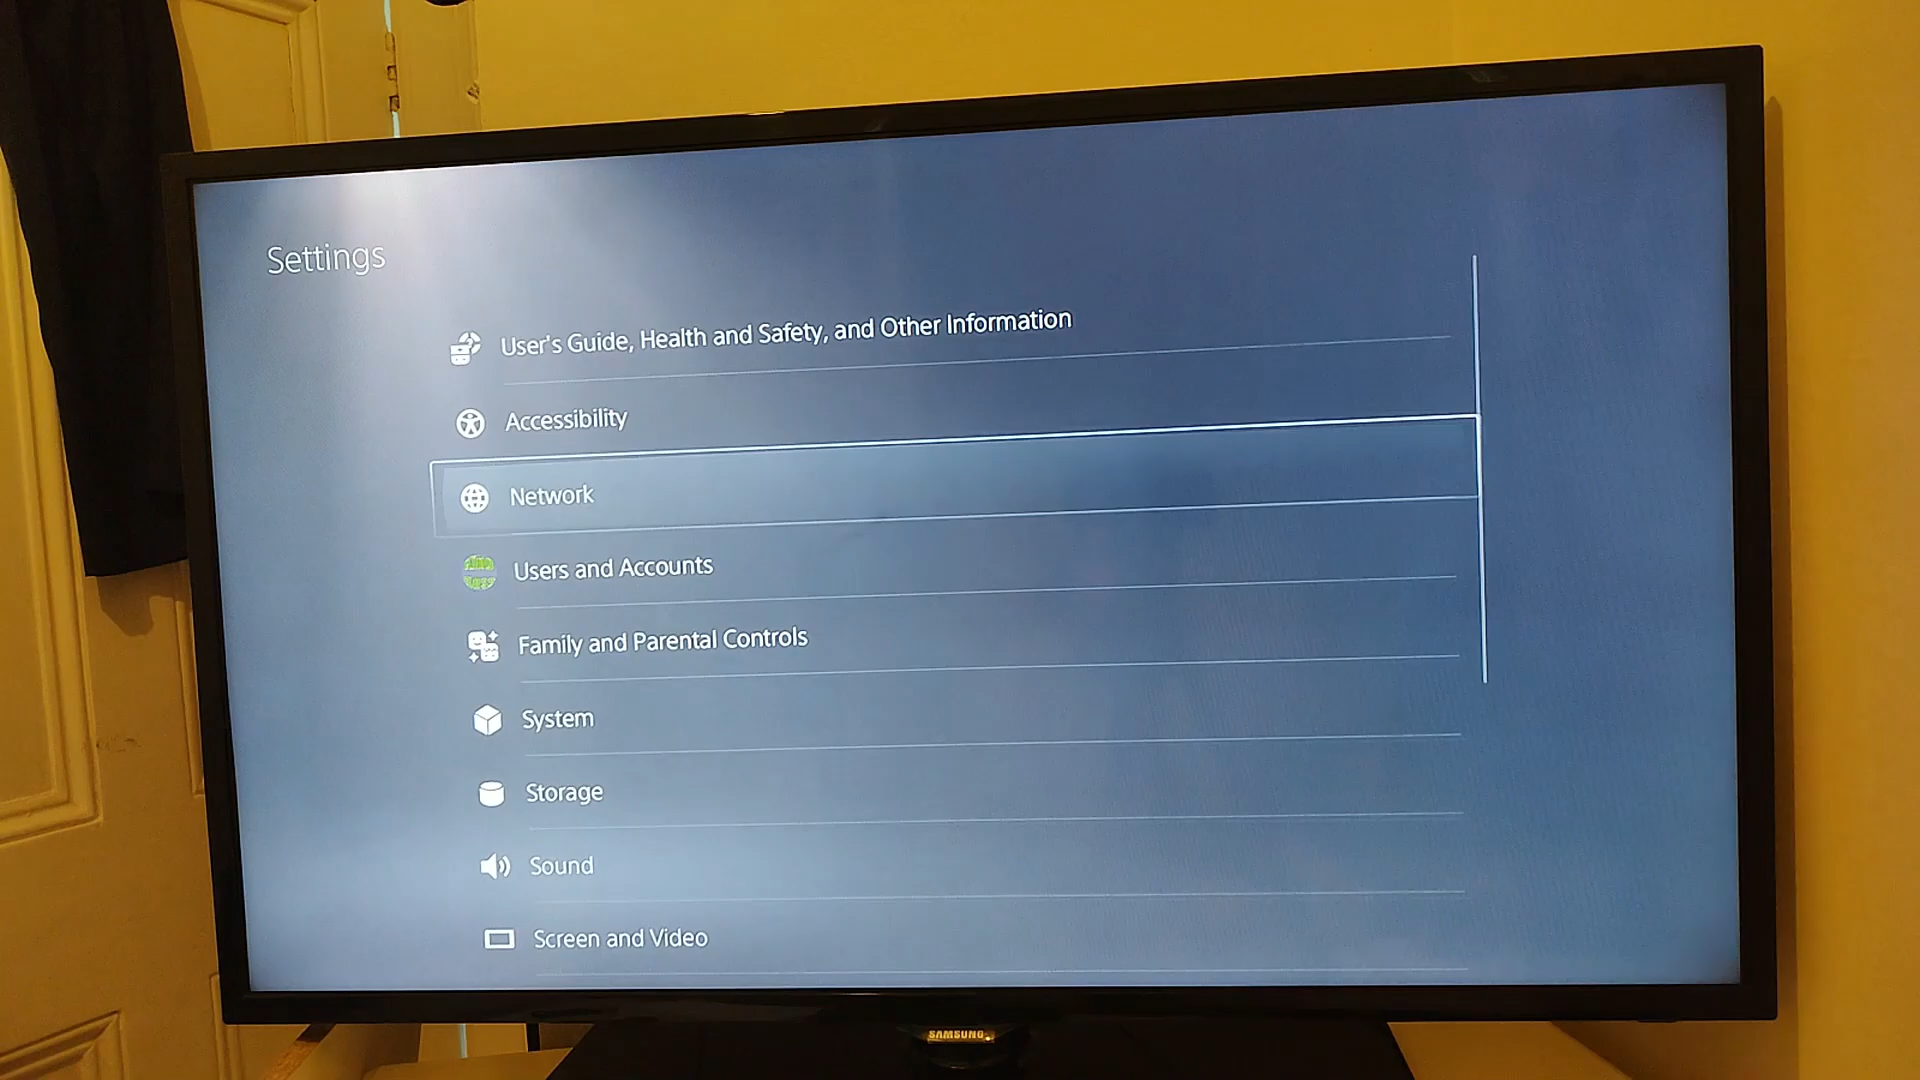 Settings
User's Guide, Health and Safety, and Other Information
Accessibility
Network
Users and Accounts
Family and Parental Controls
System
Storage
Sound
Screen and Video
SAMSUNG